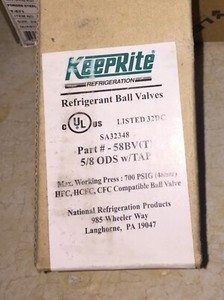 KeepRite
REFRIGERATION
Refrigerant Ball Valves
c UL us LISTED 32DC
SA32348
Part # - 58BV(T
5/8 ODS w/TAP
Max. Working Press : 700 PSIG
HFC, HCFC, CFC Compatible Ball Valve
National Refrigeration Products
985 Wheeler Way
Langhorne, PA 19047